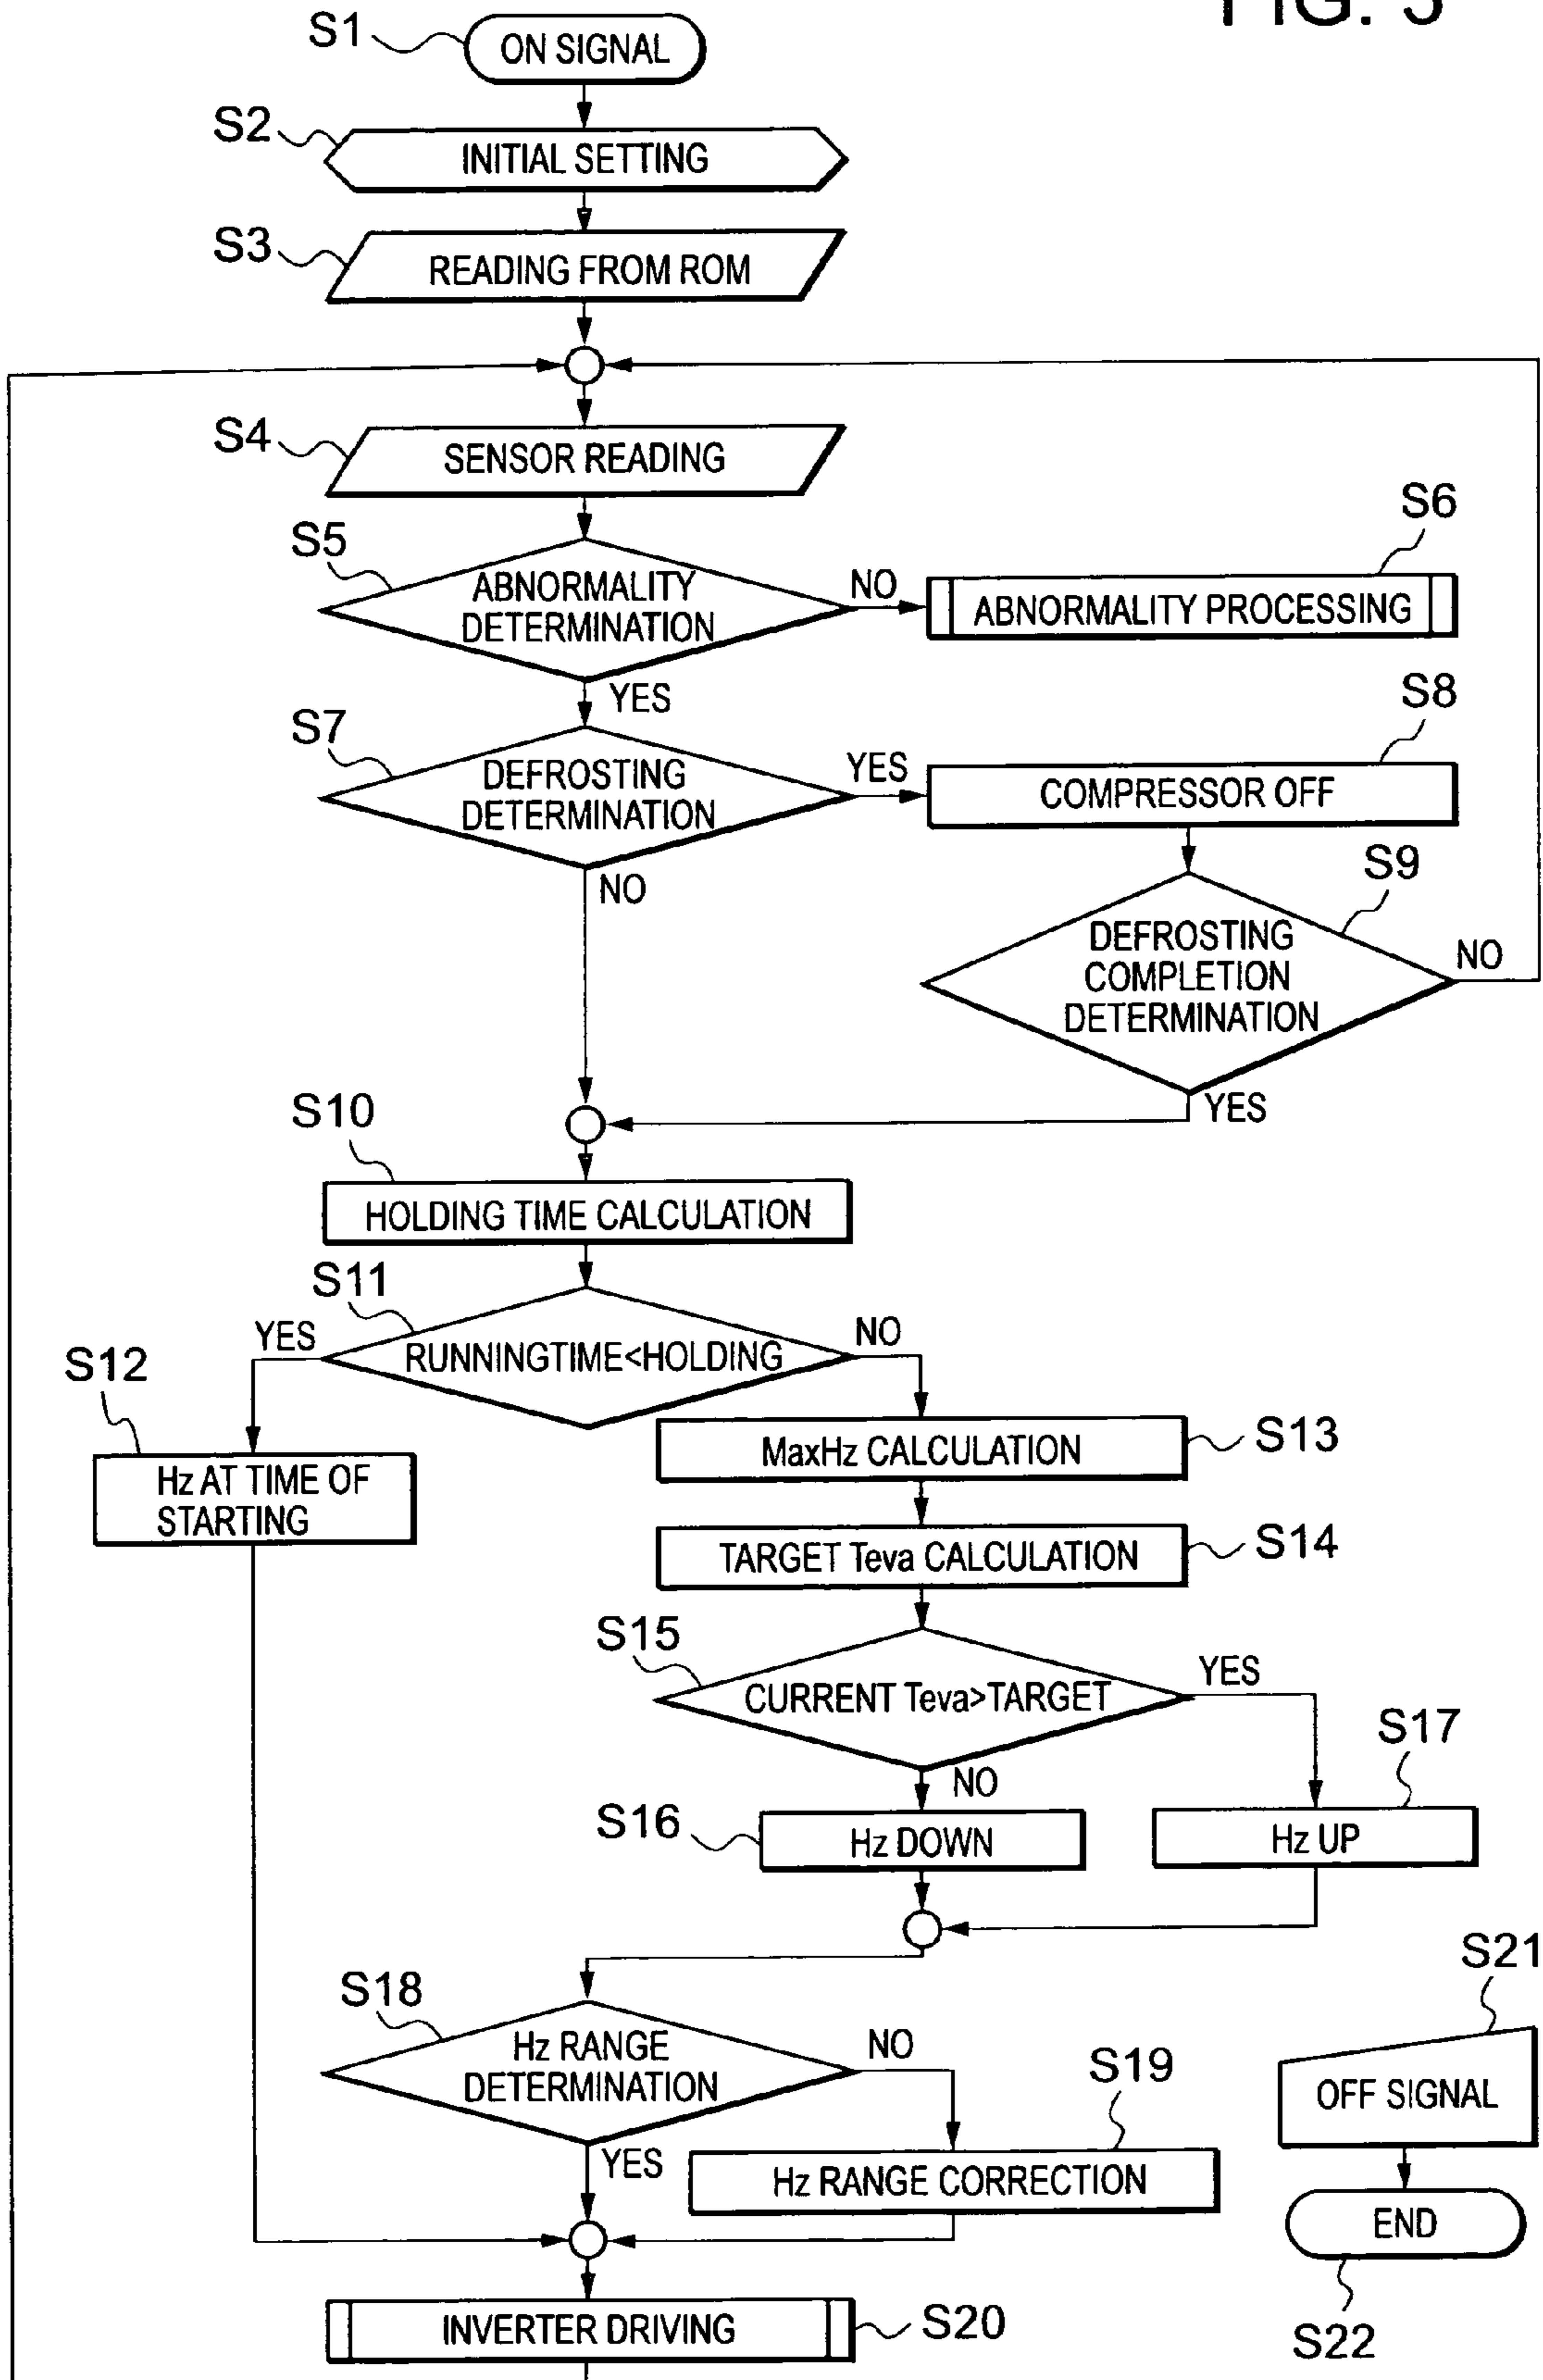 FIG. 5
S1
ON SIGNAL
S2
INITIAL SETTING
S3
READING FROM ROM
S4
SENSOR READING
S5
ABNORMALITY
DETERMINATION
NO
S6
ABNORMALITY PROCESSING
YES
S7
DEFROSTING
DETERMINATION
YES
S8
COMPRESSOR OFF
NO
S9
DEFROSTING
COMPLETION
DETERMINATION
NO
YES
S10
HOLDING TIME CALCULATION
S11
RUNNINGTIME<HOLDING
YES
NO
S12
Hz AT TIME OF
STARTING
MaxHz CALCULATION
S13
TARGET Teva CALCULATION
S14
S15
CURRENT Teva>TARGET
YES
NO
S16
Hz DOWN
S17
Hz UP
S18
Hz RANGE
DETERMINATION
NO
YES
S19
Hz RANGE CORRECTION
S21
OFF SIGNAL
END
S22
INVERTER DRIVING
S20